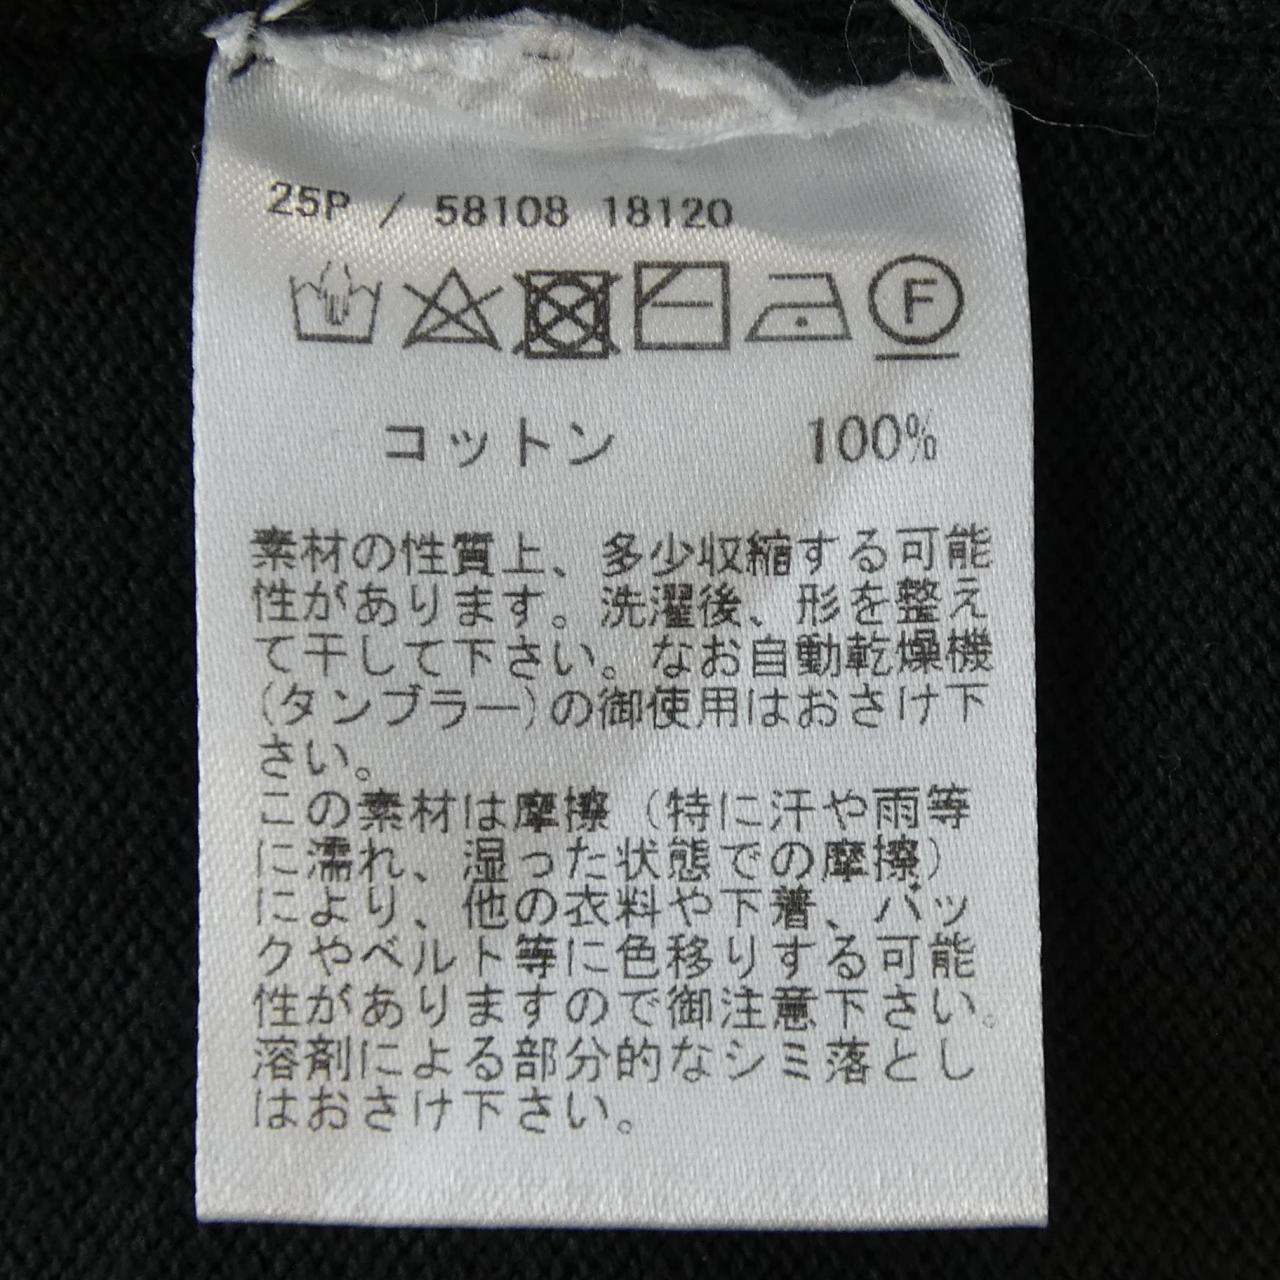 25P / 58108 18120
F
コットン 100%
素材の性質上、多少収縮する可能
性があります。洗濯後、形を整え
て干して下さい。なお自動乾燥機
(タンブラー)の御使用はおさけ下
さい。
この素材は摩擦（特に汗や雨等
に濡れ、湿った状態での摩擦）
により、他の衣料や下着、バッ
クやベルト等に色移りする可能
性がありますので御注意下さい。
溶剤による部分的なシミ落とし
はおさけ下さい。